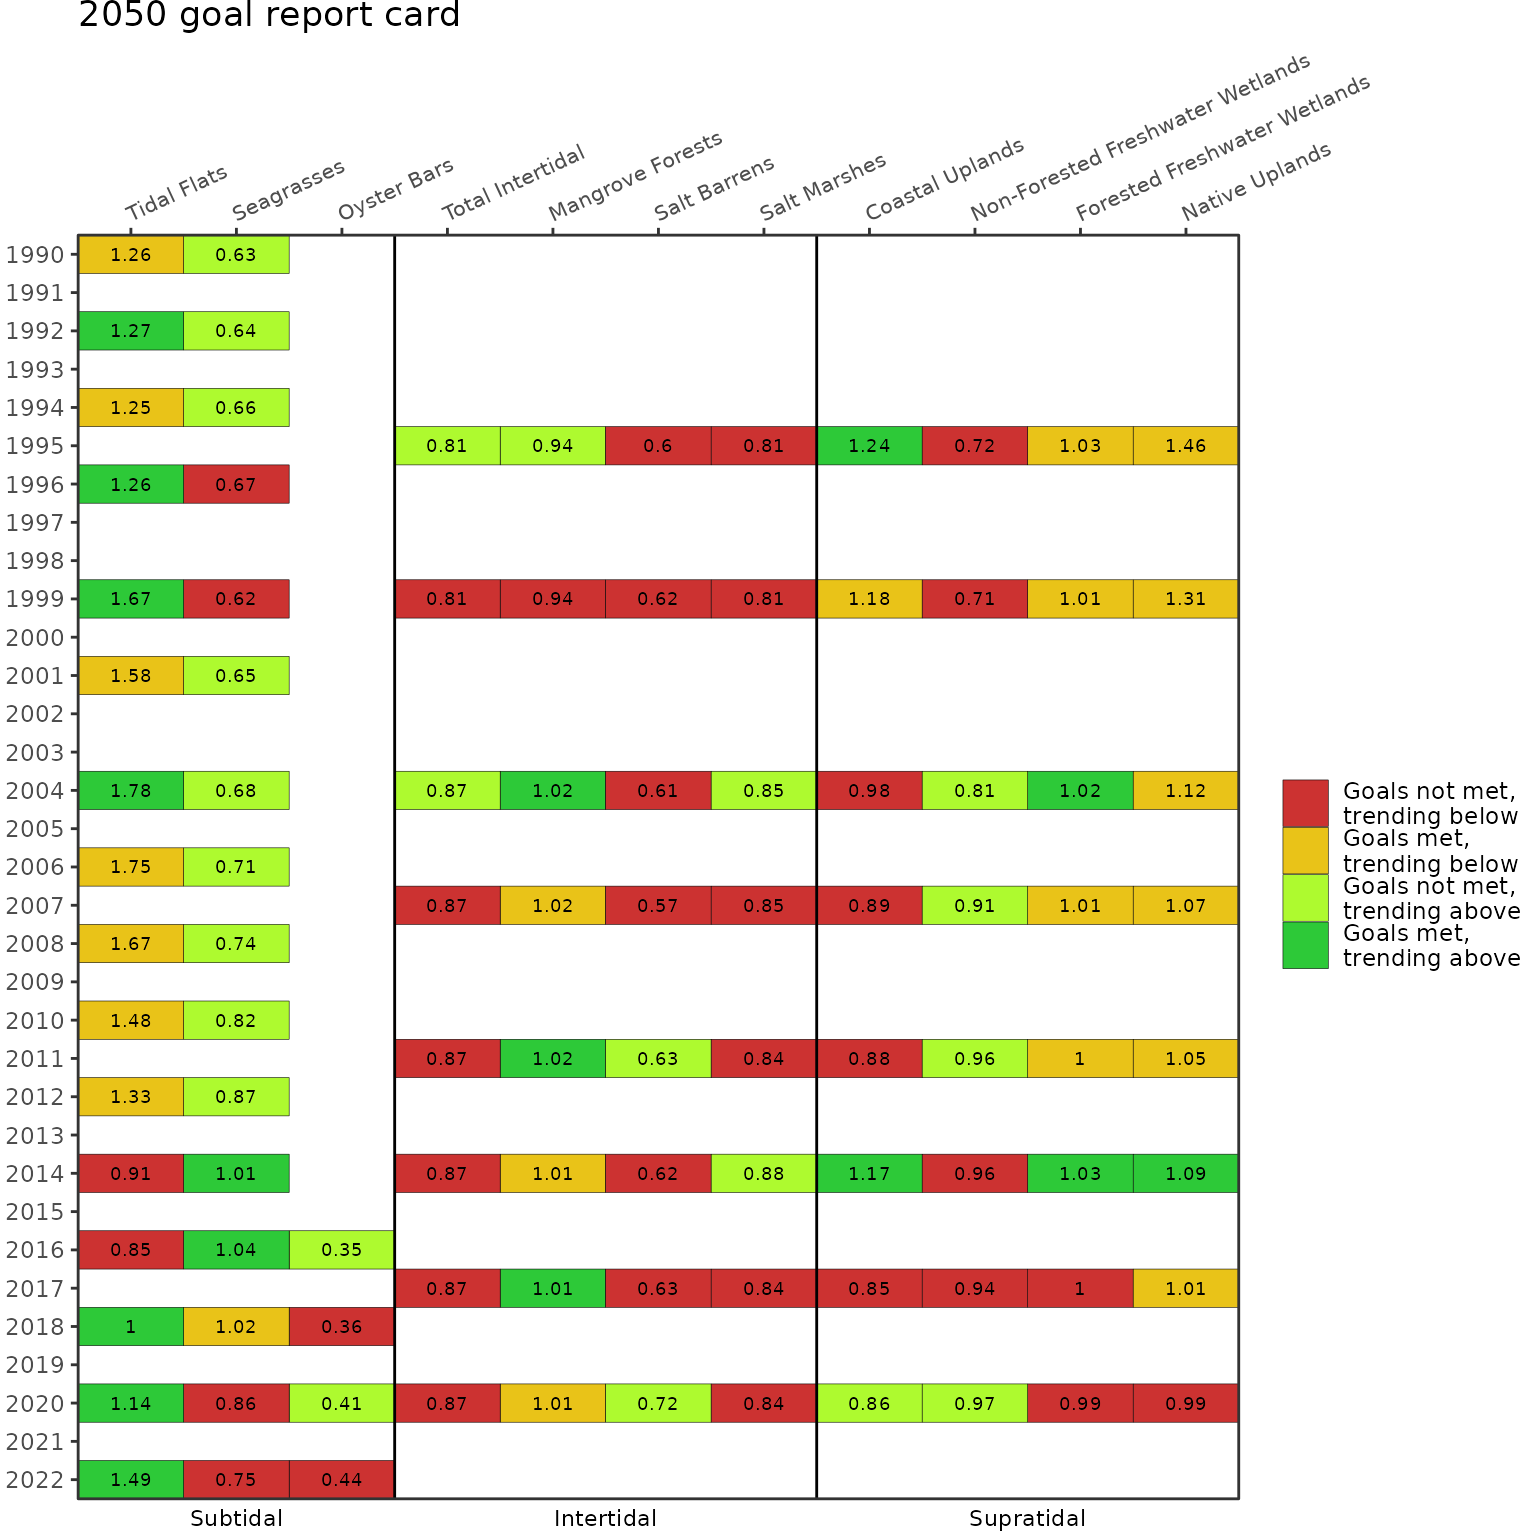 2050 goal report card
Tidal Flats
Seagrasses
Oyster Bars
Total Intertidal
Mangrove Forests
Salt Barrens
Salt Marshes
Coastal Uplands
Non-Forested Freshwater Wetlands
Forested Freshwater Wetlands
Native Uplands
1990 1.26 0.63
1991
1992 1.27 0.64
1993
1994 1.25 0.66
1995 0.81 0.94 0.6 0.81 1.24 0.72 1.03 1.46
1996 1.26 0.67
1997
1998
1999 1.67 0.62 0.81 0.94 0.62 0.81 1.18 0.71 1.01 1.31
2000
2001 1.58 0.65
2002
2003
2004 1.78 0.68 0.87 1.02 0.61 0.85 0.98 0.81 1.02 1.12
2005
2006 1.75 0.71
2007 0.87 1.02 0.57 0.85 0.89 0.91 1.01 1.07
2008 1.67 0.74
2009
2010 1.48 0.82
2011 0.87 1.02 0.63 0.84 0.88 0.96 1 1.05
2012 1.33 0.87
2013
2014 0.91 1.01 0.87 1.01 0.62 0.88 1.17 0.96 1.03 1.09
2015
2016 0.85 1.04 0.35
2017 0.87 1.01 0.63 0.84 0.85 0.94 1 1.01
2018 1 1.02 0.36
2019
2020 1.14 0.86 0.41 0.87 1.01 0.72 0.84 0.86 0.97 0.99 0.99
2021
2022 1.49 0.75 0.44
Subtidal Intertidal Supratidal
Goals not met,
trending below
Goals met,
trending below
Goals not met,
trending above
Goals met,
trending above